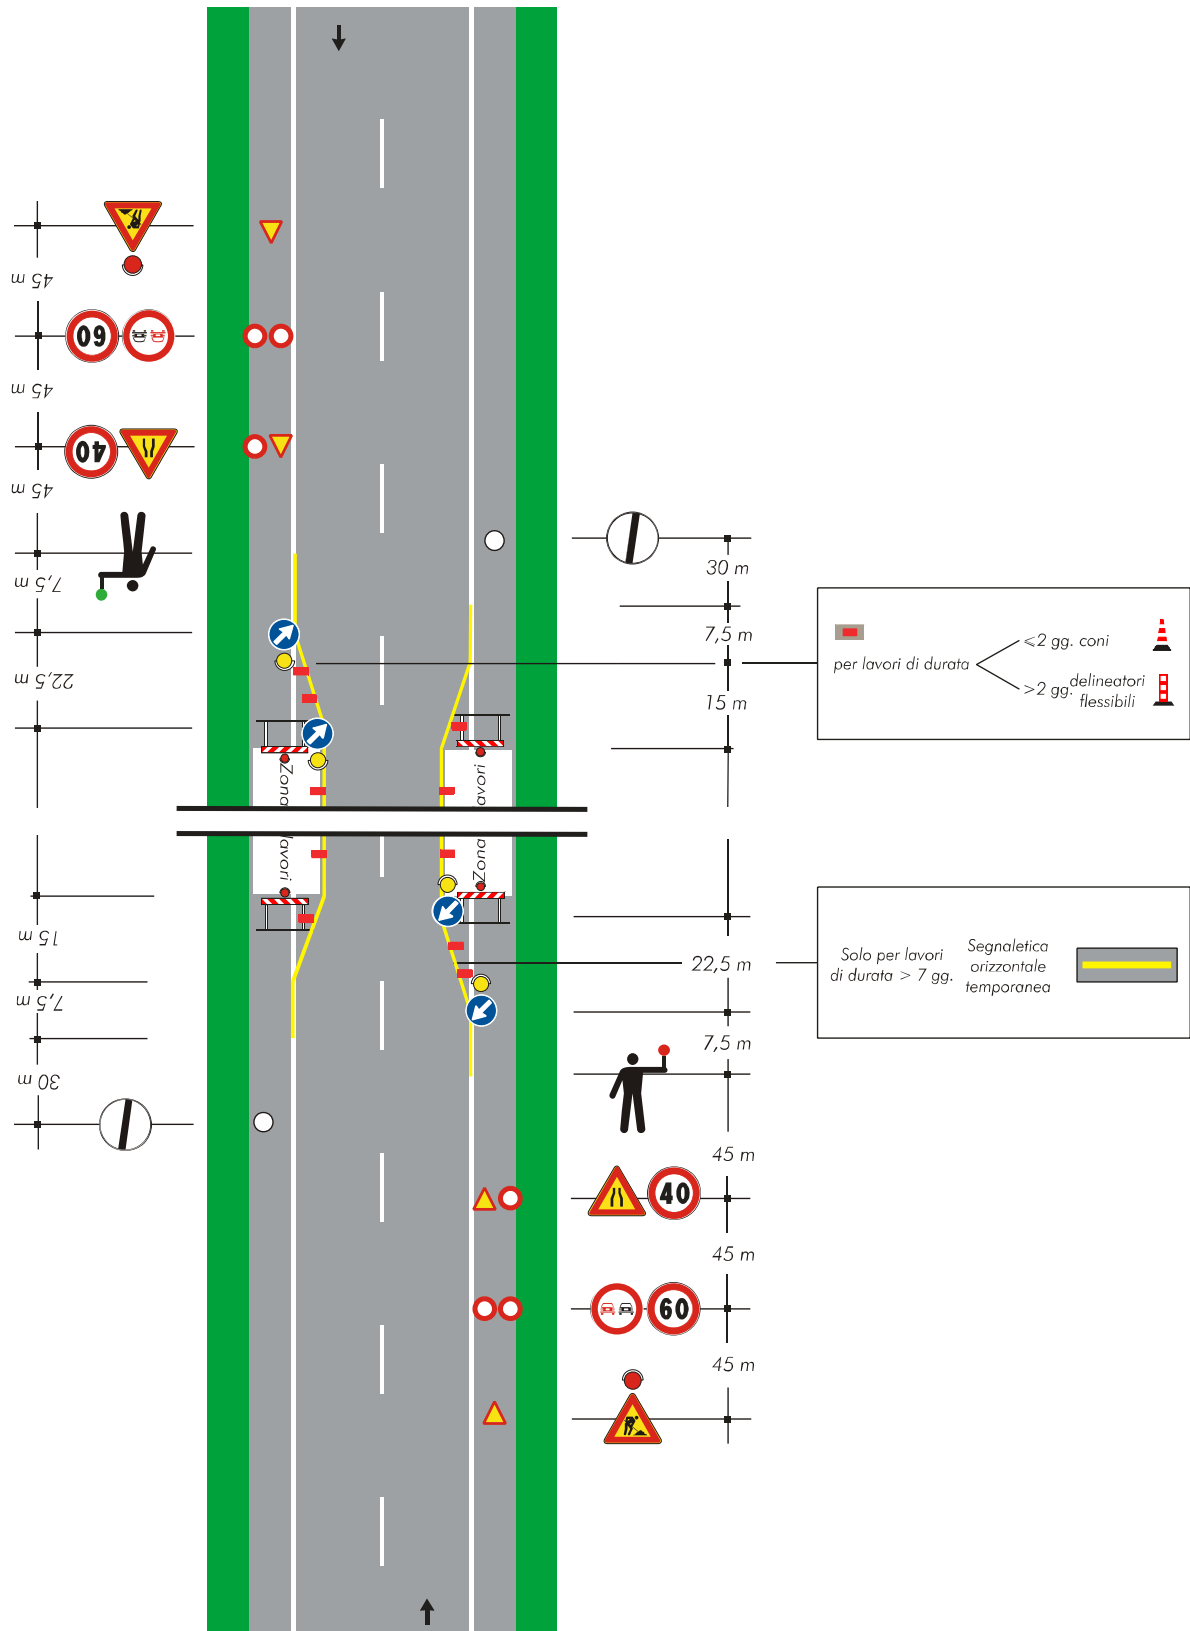 45 m
60
45 m
40
45 m
7,5 m
22,5 m
30 m
7,5 m
15 m
per lavori di durata
≤2 gg. coni
>2 gg. delineatori
flessibili
Zona
lavori
lavori
Zona
15 m
7,5 m
30 m
22,5 m
7,5 m
Solo per lavori
di durata > 7 gg.
Segnaletica
orizzontale
temporanea
45 m
40
45 m
60
45 m